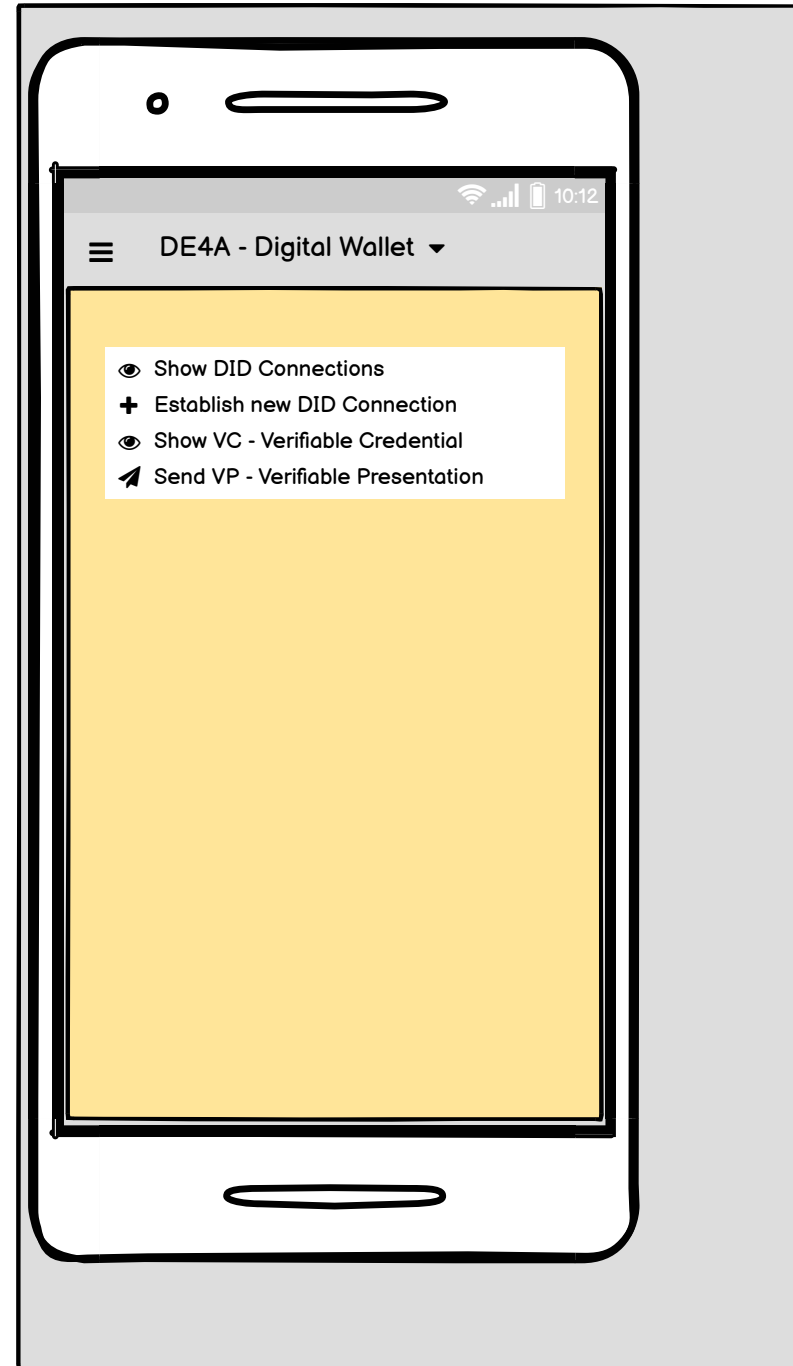 10:12
DE4A - Digital Wallet
Show DID Connections
Establish new DID Connection
Show VC - Verifiable Credential
Send VP - Verifiable Presentation